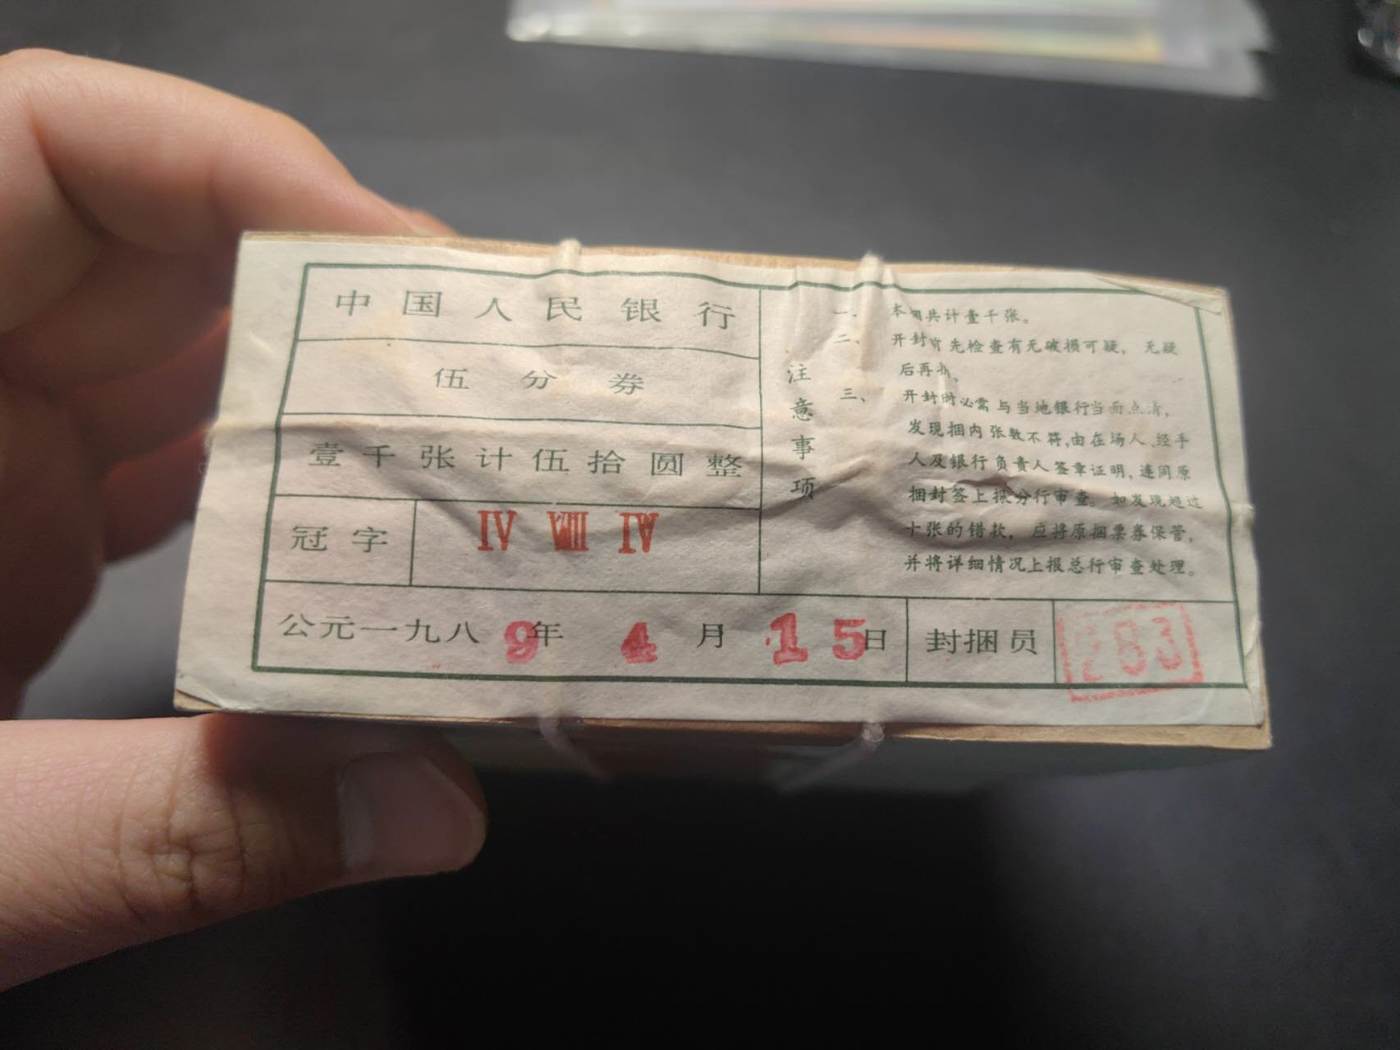 中国人民银行
伍分券
壹千张计伍拾圆整
冠字 IV VIII IV
公元一九八9年4月15日
封捆员 283
注意事项
一、本捆共计壹千张。
二、开封前先检查有无破损可疑，无疑
后再拆。
三、开封时必需与当地银行当面点清，
发现捆内张数不符，由在场人、经手
人及银行负责人签章证明，连同原
捆封签上报分行审查。如发现超过
十张的错款，应将原捆票券保管，
并将详细情况上报总行审查处理。